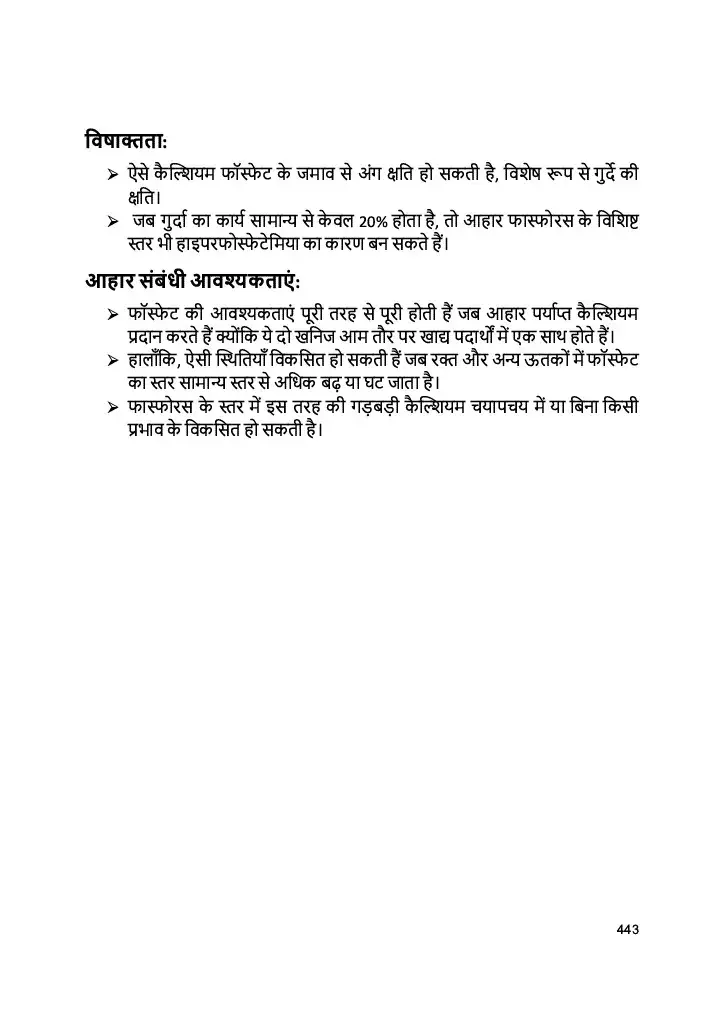 विषाक्तता:
➢ ऐसे कैल्शियम फॉस्फेट के जमाव से अंग क्षति हो सकती है, विशेष रूप से गुर्दे की
क्षति।
➢ जब गुर्दा का कार्य सामान्य से केवल 20% होता है, तो आहार फास्फोरस के विशिष्ट
स्तर भी हाइपरफोस्फेटेमिया का कारण बन सकते हैं।
आहार संबंधी आवश्यकताएं:
➢ फॉस्फेट की आवश्यकताएं पूरी तरह से पूरी होती हैं जब आहार पर्याप्त कैल्शियम
प्रदान करते हैं क्योंकि ये दो खनिज आम तौर पर खाद्य पदार्थों में एक साथ होते हैं।
➢ हालाँकि, ऐसी स्थितियाँ विकसित हो सकती हैं जब रक्त और अन्य ऊतकों में फॉस्फेट
का स्तर सामान्य स्तर से अधिक बढ़ या घट जाता है।
➢ फास्फोरस के स्तर में इस तरह की गड़बड़ी कैल्शियम चयापचय में या बिना किसी
प्रभाव के विकसित हो सकती है।
443